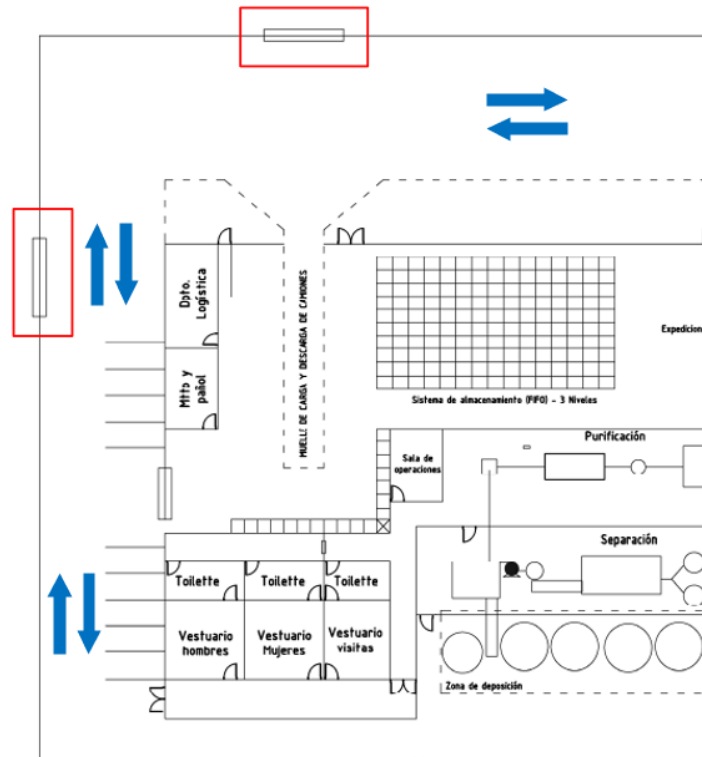 Dpto.
Logística
Mtto y
pañol
MUELLE DE CARGA Y DESCARGA DE CAMIONES
Sistema de almacenamiento (FIFO) - 3 Niveles
Expedicion
Purificación
Sala de
operaciones
Separación
Toilette
Toilette
Toilette
Vestuario
hombres
Vestuario
Mujeres
Vestuario
visitas
Zona de deposición